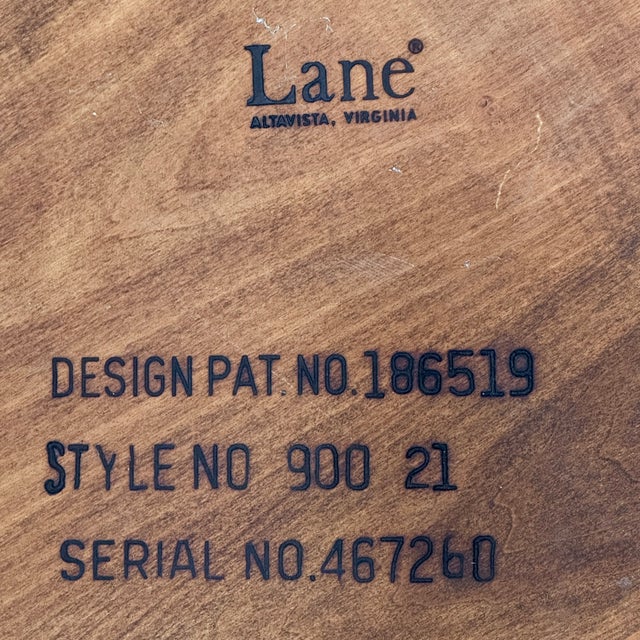 Lane®
ALTAVISTA, VIRGINIA
DESIGN PAT. NO. 186519
STYLE NO 900 21
SERIAL NO. 467260